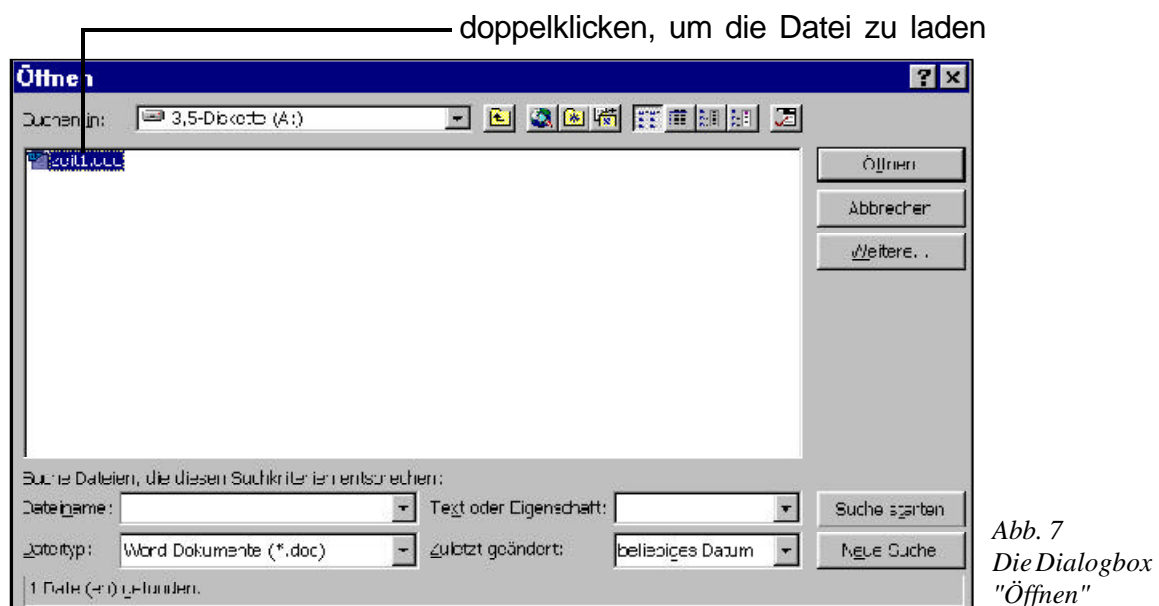 doppelklicken, um die Datei zu laden
Öffnen
Suchen in: 3,5-Diskette (A:)
Öffnen
Abbrechen
Weitere...
Suche Dateien, die diesen Suchkriterien entsprechen:
Dateiname: Text oder Eigenschaft: Suche starten
Dateityp: Word Dokumente (*.doc) Zuletzt geändert: beliebiges Datum Neue Suche
1 Datei(en) gefunden.
Abb. 7
Die Dialogbox
"Öffnen"